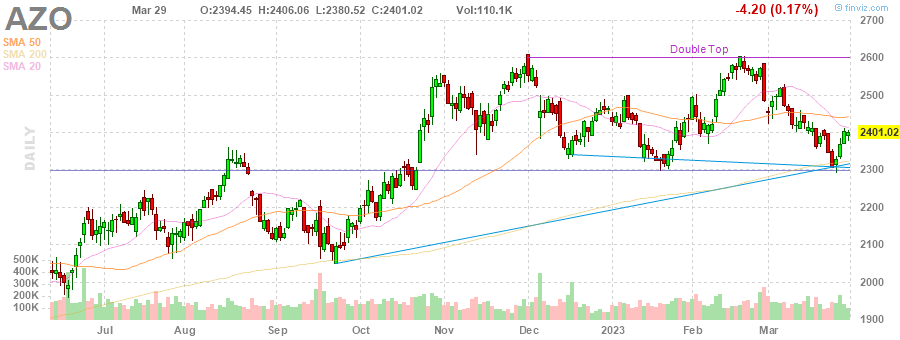 AZO Mar 29 O:2394.45 H:2406.06 L:2380.52 C:2401.02 Vol:110.1K -4.20 (0.17%)
© finviz.com
SMA 50
SMA 200
SMA 20
DAILY
Double Top
2700
2600
2500
2401.02
2300
2200
2100
2000
1900
500K
400K
300K
200K
100K
Jul Aug Sep Oct Nov Dec 2023 Feb Mar